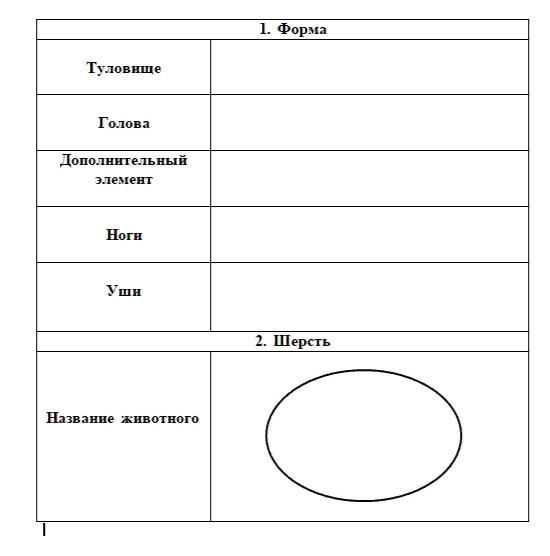 1. Форма
Туловище
Голова
Дополнительный
элемент
Ноги
Уши
2. Шерсть
Название животного